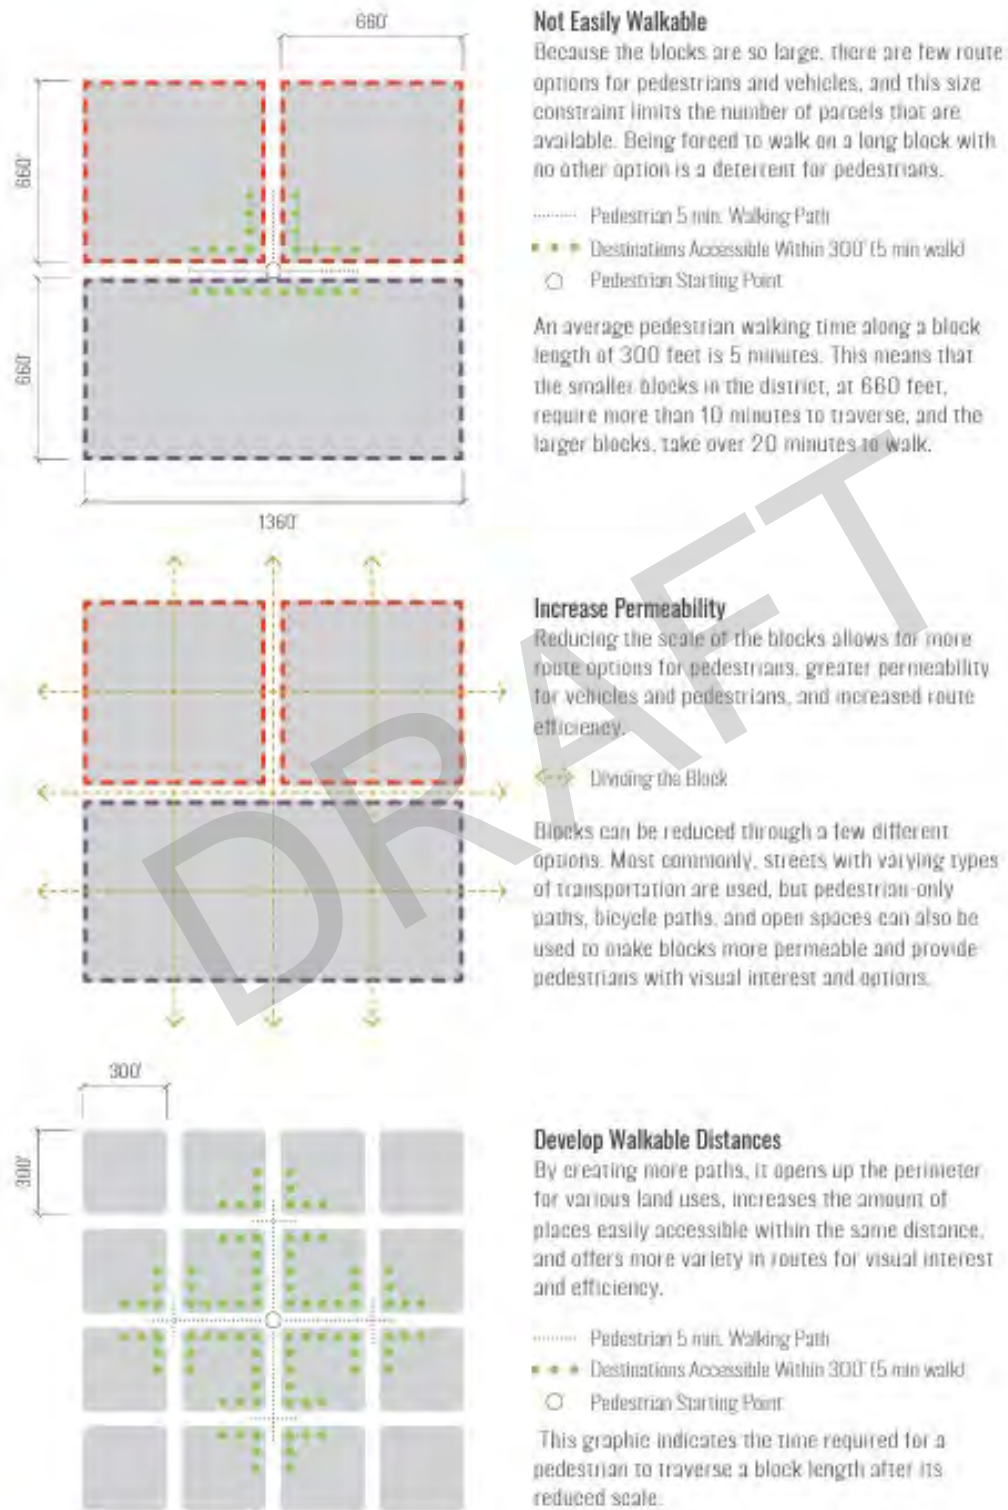 660'
660'
660'
1360'
Not Easily Walkable
Because the blocks are so large, there are few route
options for pedestrians and vehicles, and this size
constraint limits the number of parcels that are
available. Being forced to walk on a long block with
no other option is a deterrent for pedestrians.
Pedestrian 5 min. Walking Path
Destinations Accessible Within 300' (5 min walk)
Pedestrian Starting Point
An average pedestrian walking time along a block
length of 300 feet is 5 minutes. This means that
the smaller blocks in the district, at 660 feet,
require more than 10 minutes to traverse, and the
larger blocks, take over 20 minutes to walk.
DRAFT
Increase Permeability
Reducing the scale of the blocks allows for more
route options for pedestrians, greater permeability
for vehicles and pedestrians, and increased route
efficiency.
Dividing the Block
Blocks can be reduced through a few different
options. Most commonly, streets with varying types
of transportation are used, but pedestrian-only
paths, bicycle paths, and open spaces can also be
used to make blocks more permeable and provide
pedestrians with visual interest and options.
300'
300'
Develop Walkable Distances
By creating more paths, it opens up the perimeter
for various land uses, increases the amount of
places easily accessible within the same distance,
and offers more variety in routes for visual interest
and efficiency.
Pedestrian 5 min. Walking Path
Destinations Accessible Within 300' (5 min walk)
Pedestrian Starting Point
This graphic indicates the time required for a
pedestrian to traverse a block length after its
reduced scale.